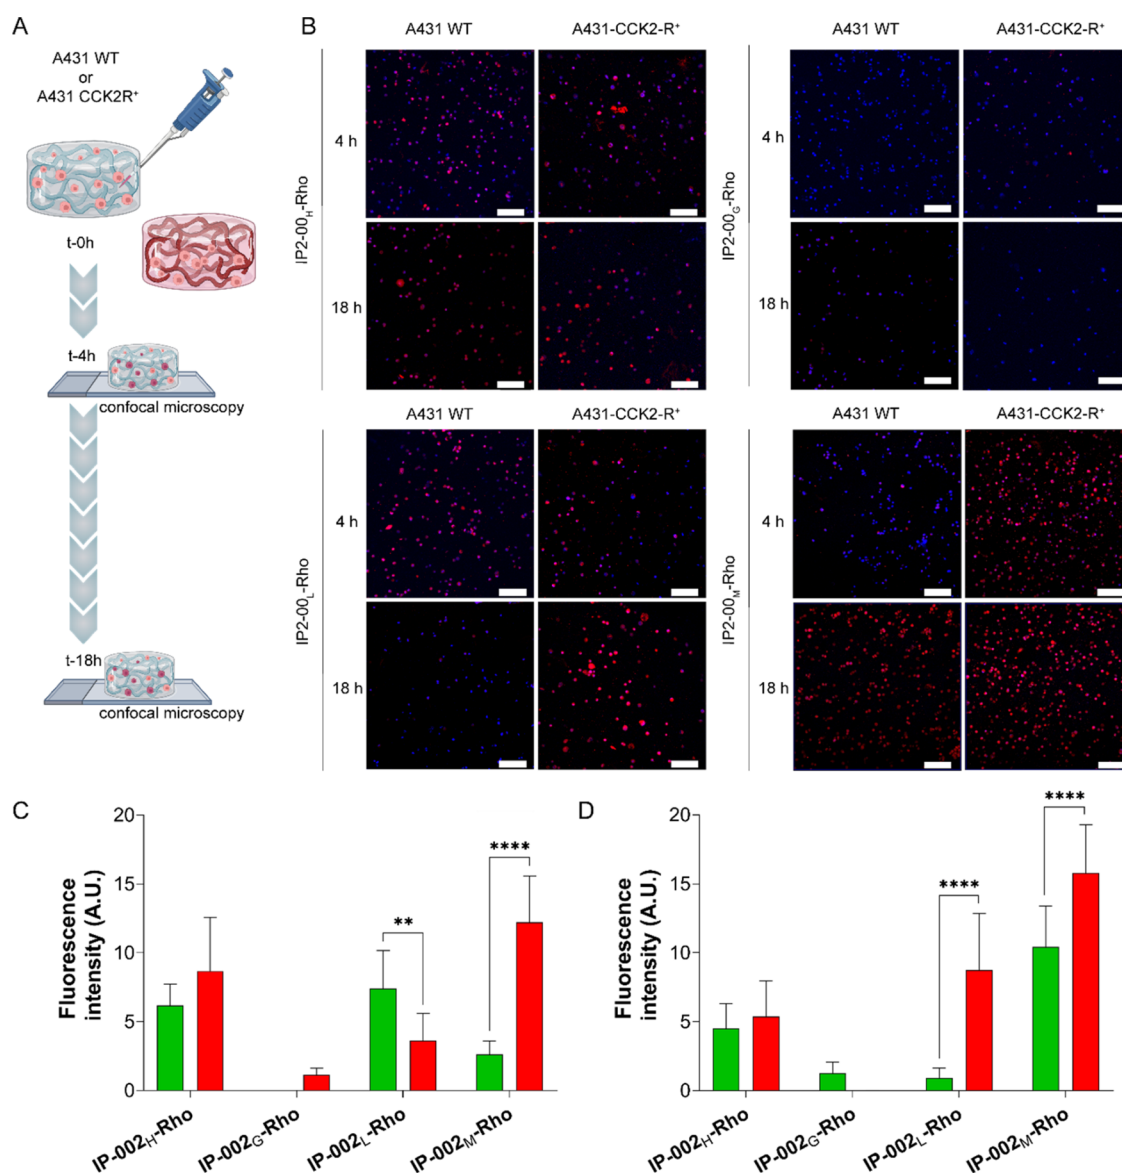 A
A431 WT
or
A431 CCK2R⁺
t-0h
t-4h
confocal microscopy
t-18h
confocal microscopy
B
A431 WT
A431-CCK2-R⁺
IP2-00H-Rho
4 h
18 h
A431 WT
A431-CCK2-R⁺
IP2-00G-Rho
4 h
18 h
A431 WT
A431-CCK2-R⁺
IP2-00L-Rho
4 h
18 h
A431 WT
A431-CCK2-R⁺
IP2-00M-Rho
4 h
18 h
C
Fluorescence
intensity (A.U.)
20
15
10
5
0
**
****
IP-002H-Rho
IP-002G-Rho
IP-002L-Rho
IP-002M-Rho
D
Fluorescence
intensity (A.U.)
20
15
10
5
0
****
****
IP-002H-Rho
IP-002G-Rho
IP-002L-Rho
IP-002M-Rho